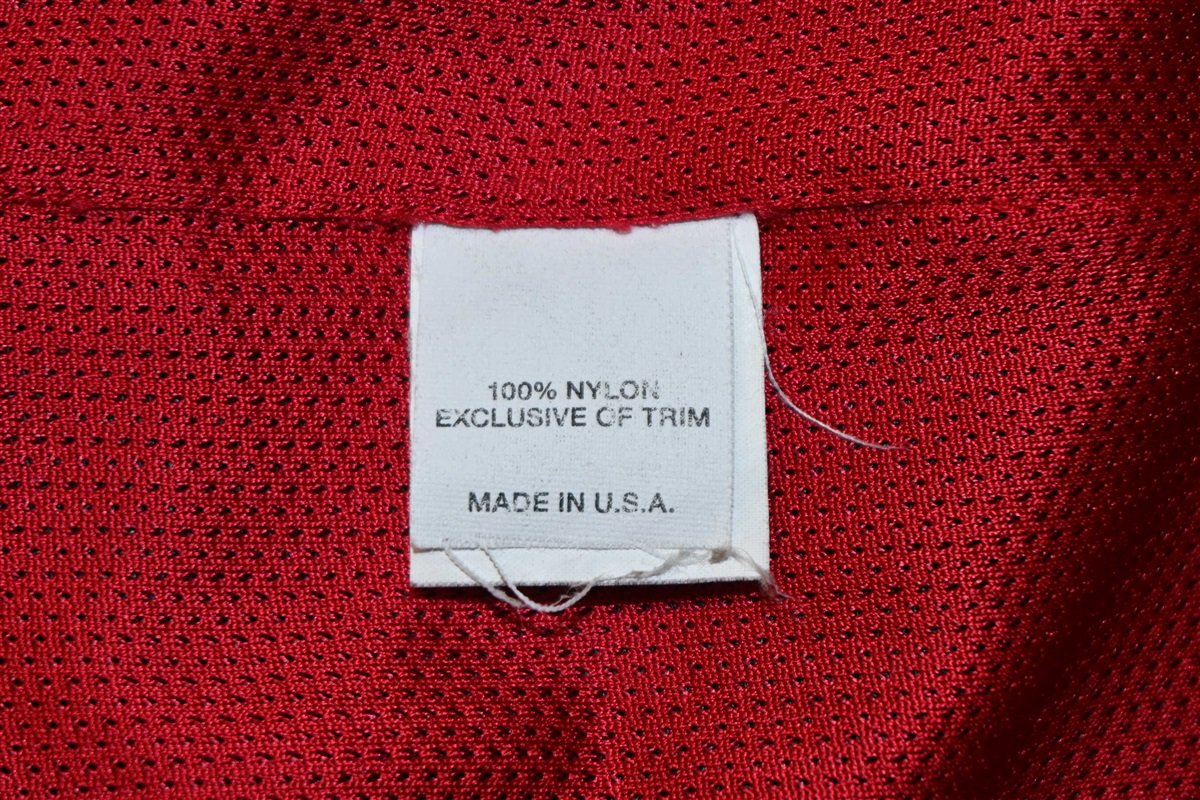 100% NYLON
EXCLUSIVE OF TRIM
MADE IN U.S.A.